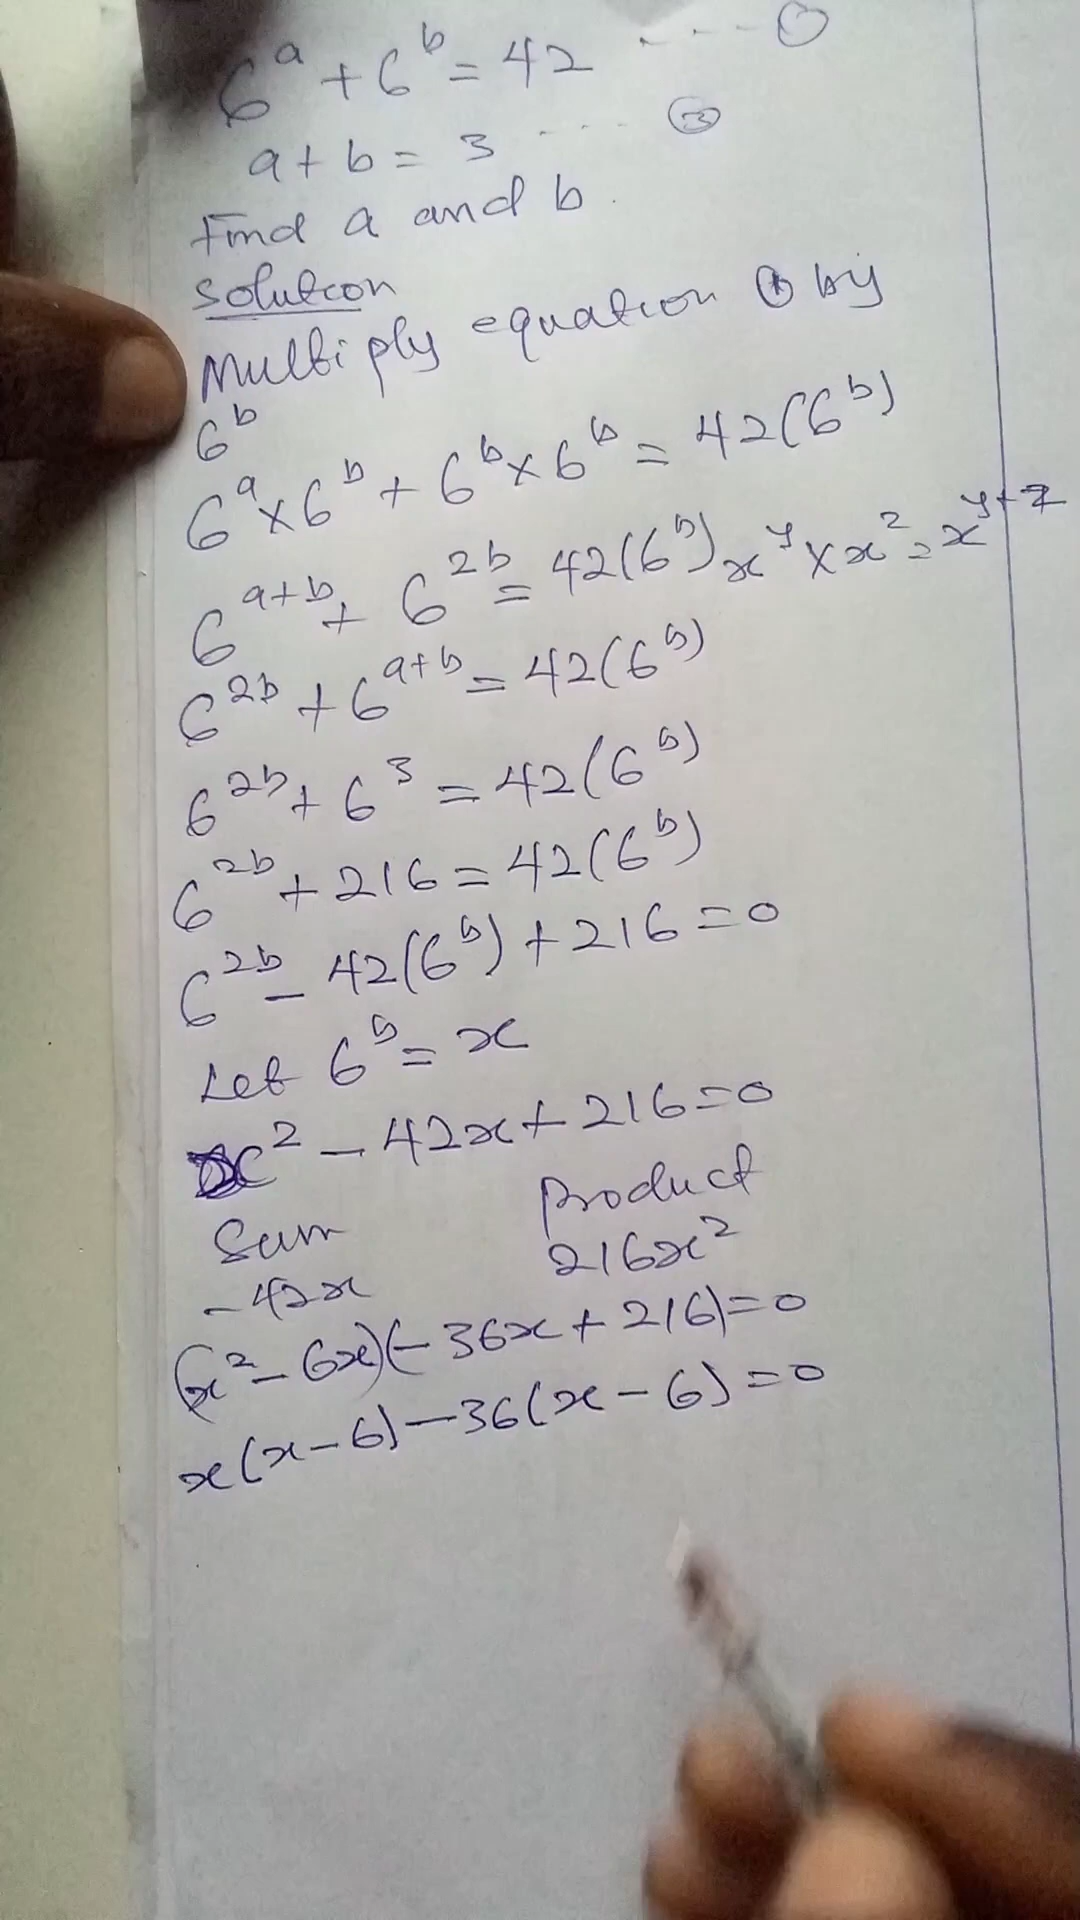 6^a + 6^b = 42 ---- ①
a + b = 3 ---- ②
Find a and b.
Solution
Multiply equation ① by
6^b
6^a × 6^b + 6^b × 6^b = 42(6^b)
6^{a+b} + 6^{2b} = 42(6^b) x^y × x^z = x^{y+z}
6^{2b} + 6^{a+b} = 42(6^b)
6^{2b} + 6^3 = 42(6^b)
6^{2b} + 216 = 42(6^b)
6^{2b} - 42(6^b) + 216 = 0
Let 6^b = x
x^2 - 42x + 216 = 0
Sum Product
-42x 216x^2
(x^2 - 6x)(-36x + 216) = 0
x(x - 6) - 36(x - 6) = 0